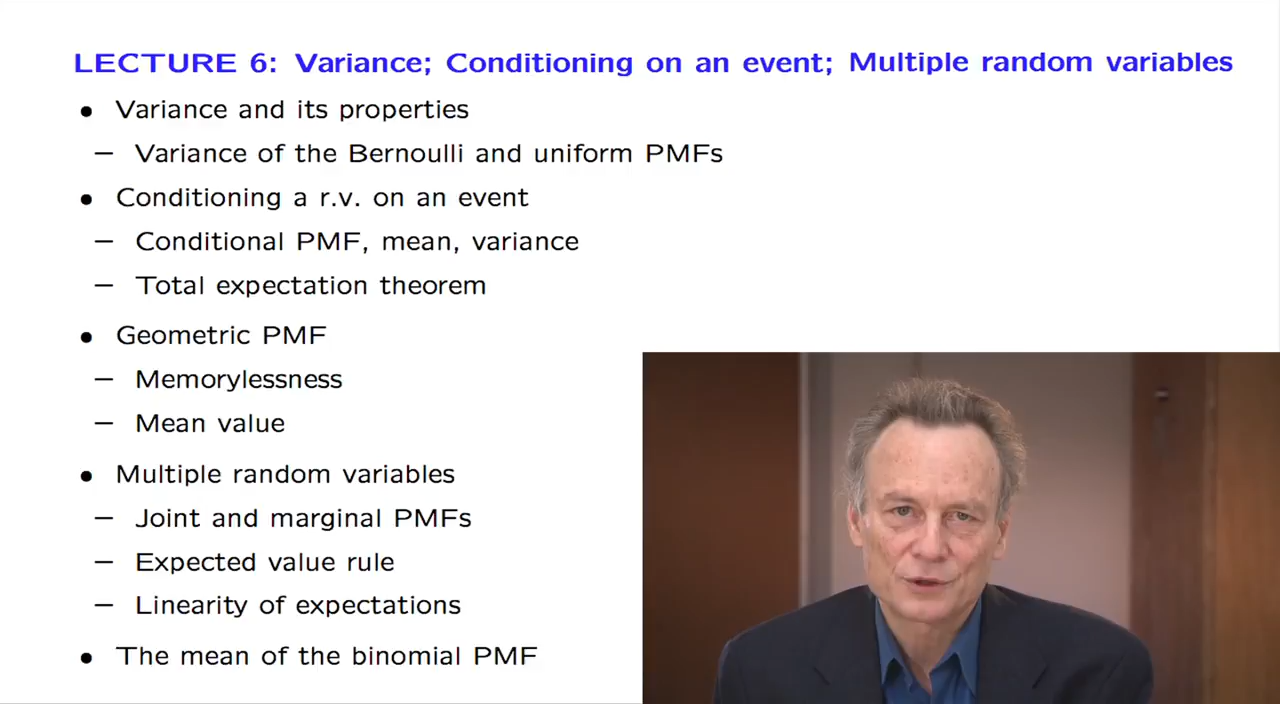 LECTURE 6: Variance; Conditioning on an event; Multiple random variables
● Variance and its properties
– Variance of the Bernoulli and uniform PMFs
● Conditioning a r.v. on an event
– Conditional PMF, mean, variance
– Total expectation theorem
● Geometric PMF
– Memorylessness
– Mean value
● Multiple random variables
– Joint and marginal PMFs
– Expected value rule
– Linearity of expectations
● The mean of the binomial PMF